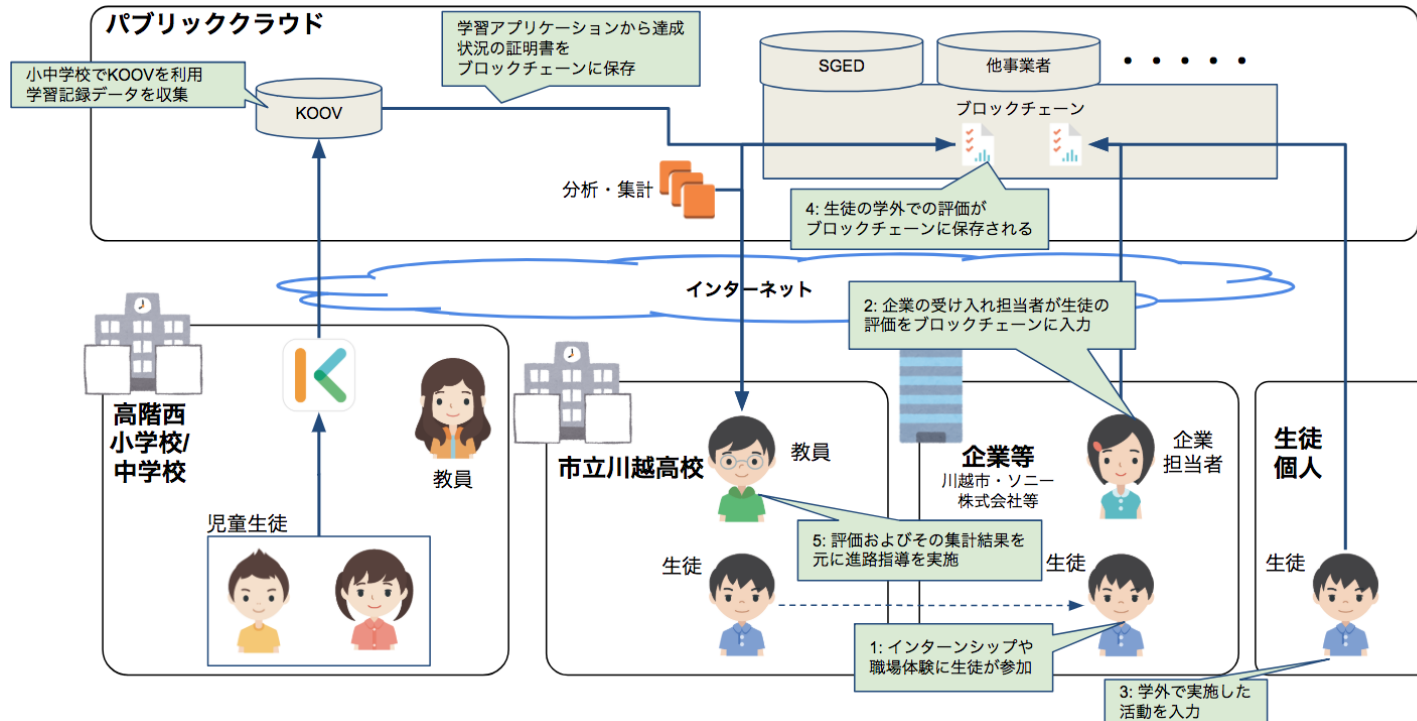 パブリッククラウド
学習アプリケーションから達成
状況の証明書を
ブロックチェーンに保存
小中学校でKOOVを利用
学習記録データを収集
KOOV
SGED
他事業者
・・・・・
ブロックチェーン
分析・集計
4: 生徒の学外での評価が
ブロックチェーンに保存される
インターネット
2: 企業の受け入れ担当者が生徒の
評価をブロックチェーンに入力
高階西
小学校/
中学校
教員
児童生徒
市立川越高校
教員
企業等
川越市・ソニー
株式会社等
企業
担当者
生徒
個人
5: 評価およびその集計結果を
元に進路指導を実施
生徒
生徒
生徒
1: インターンシップや
職場体験に生徒が参加
3: 学外で実施した
活動を入力